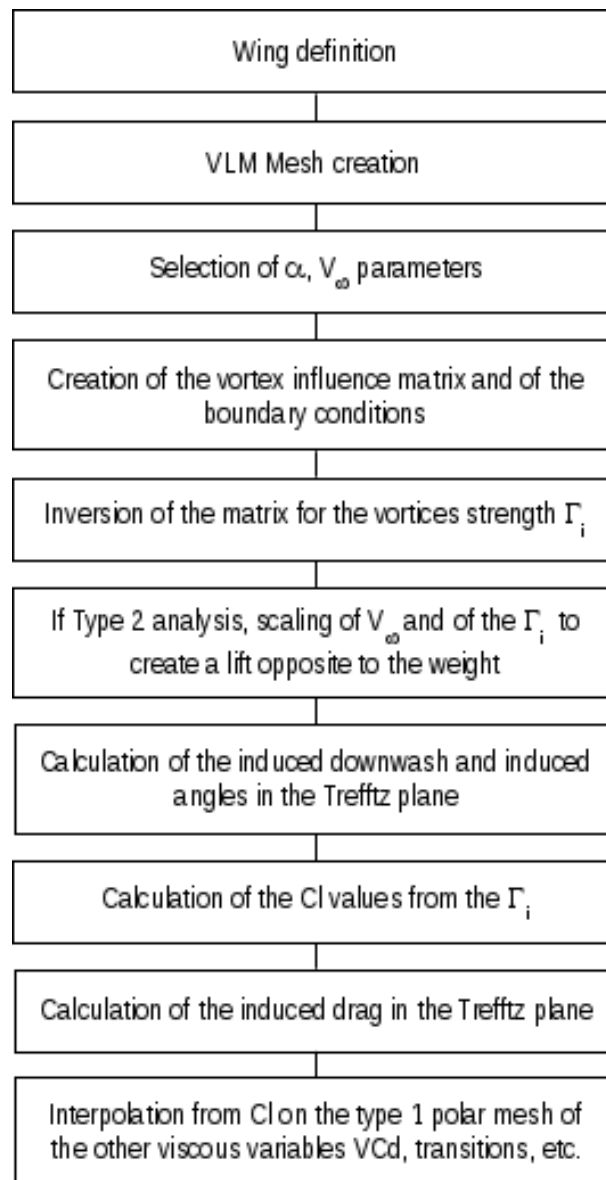 Wing definition
VLM Mesh creation
Selection of α, V∞ parameters
Creation of the vortex influence matrix and of the
boundary conditions
Inversion of the matrix for the vortices strength Γi
If Type 2 analysis, scaling of V∞ and of the Γi to
create a lift opposite to the weight
Calculation of the induced downwash and induced
angles in the Trefftz plane
Calculation of the Cl values from the Γi
Calculation of the induced drag in the Trefftz plane
Interpolation from Cl on the type 1 polar mesh of
the other viscous variables VCd, transitions, etc.